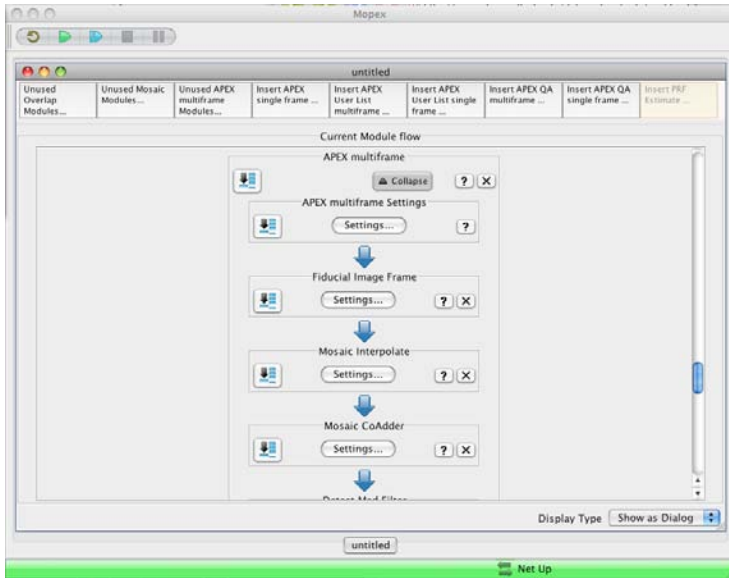 Mopex
untitled
Unused Overlap Modules...
Unused Mosaic Modules...
Unused APEX multiframe Modules...
Insert APEX single frame ...
Insert APEX User List multiframe ...
Insert APEX User List single frame ...
Insert APEX QA multiframe ...
Insert APEX QA single frame ...
Insert PRF Estimate ...
Current Module flow
APEX multiframe
Collapse ? X
APEX multiframe Settings
Settings... ?
Fiducial Image Frame
Settings... ? X
Mosaic Interpolate
Settings... ? X
Mosaic CoAdder
Settings... ? X
Detect Med Filter
Display Type Show as Dialog
untitled
Net Up